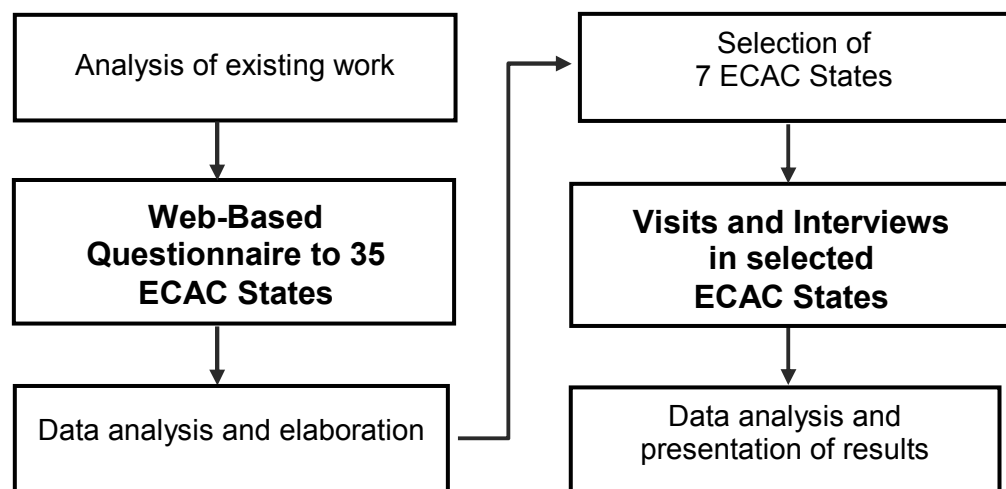 Analysis of existing work
Web-Based
Questionnaire to 35
ECAC States
Data analysis and elaboration
Selection of
7 ECAC States
Visits and Interviews
in selected
ECAC States
Data analysis and
presentation of results